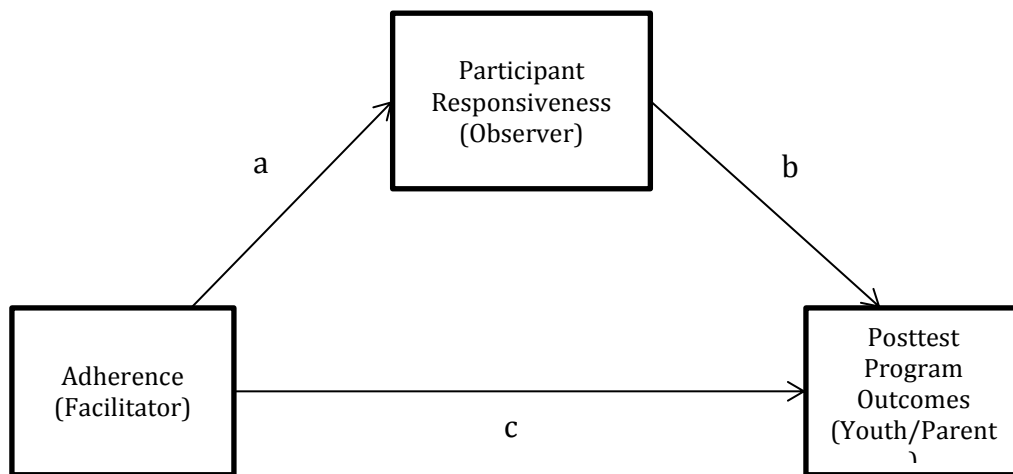 Participant
Responsiveness
(Observer)
a
b
Adherence
(Facilitator)
c
Posttest
Program
Outcomes
(Youth/Parent
)